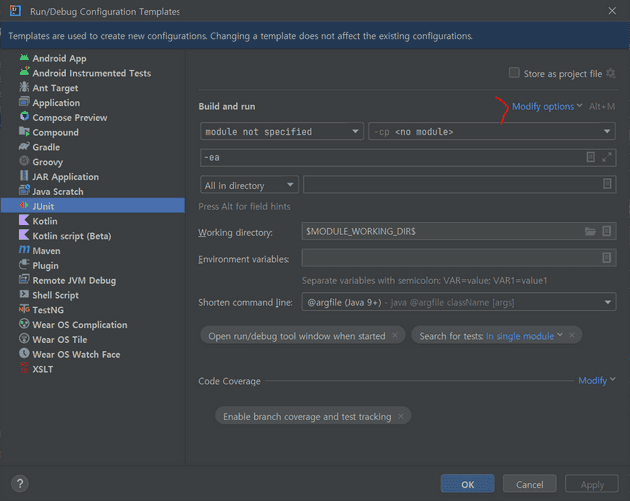 Run/Debug Configuration Templates
Templates are used to create new configurations. Changing a template does not affect the existing configurations.
Android App
Android Instrumented Tests
Ant Target
Application
Compose Preview
Compound
Gradle
Groovy
JAR Application
Java Scratch
JUnit
Kotlin
Kotlin script (Beta)
Maven
Plugin
Remote JVM Debug
Shell Script
TestNG
Wear OS Complication
Wear OS Tile
Wear OS Watch Face
XSLT
Store as project file
Build and run
Modify options Alt+M
module not specified
-cp <no module>
-ea
All in directory
Press Alt for field hints
Working directory:
$MODULE_WORKING_DIR$
Environment variables:
Separate variables with semicolon: VAR=value; VAR1=value1
Shorten command line:
@argfile (Java 9+) - java @argfile className [args]
Open run/debug tool window when started
Search for tests: in single module
Code Coverage
Modify
Enable branch coverage and test tracking
?
OK
Cancel
Apply